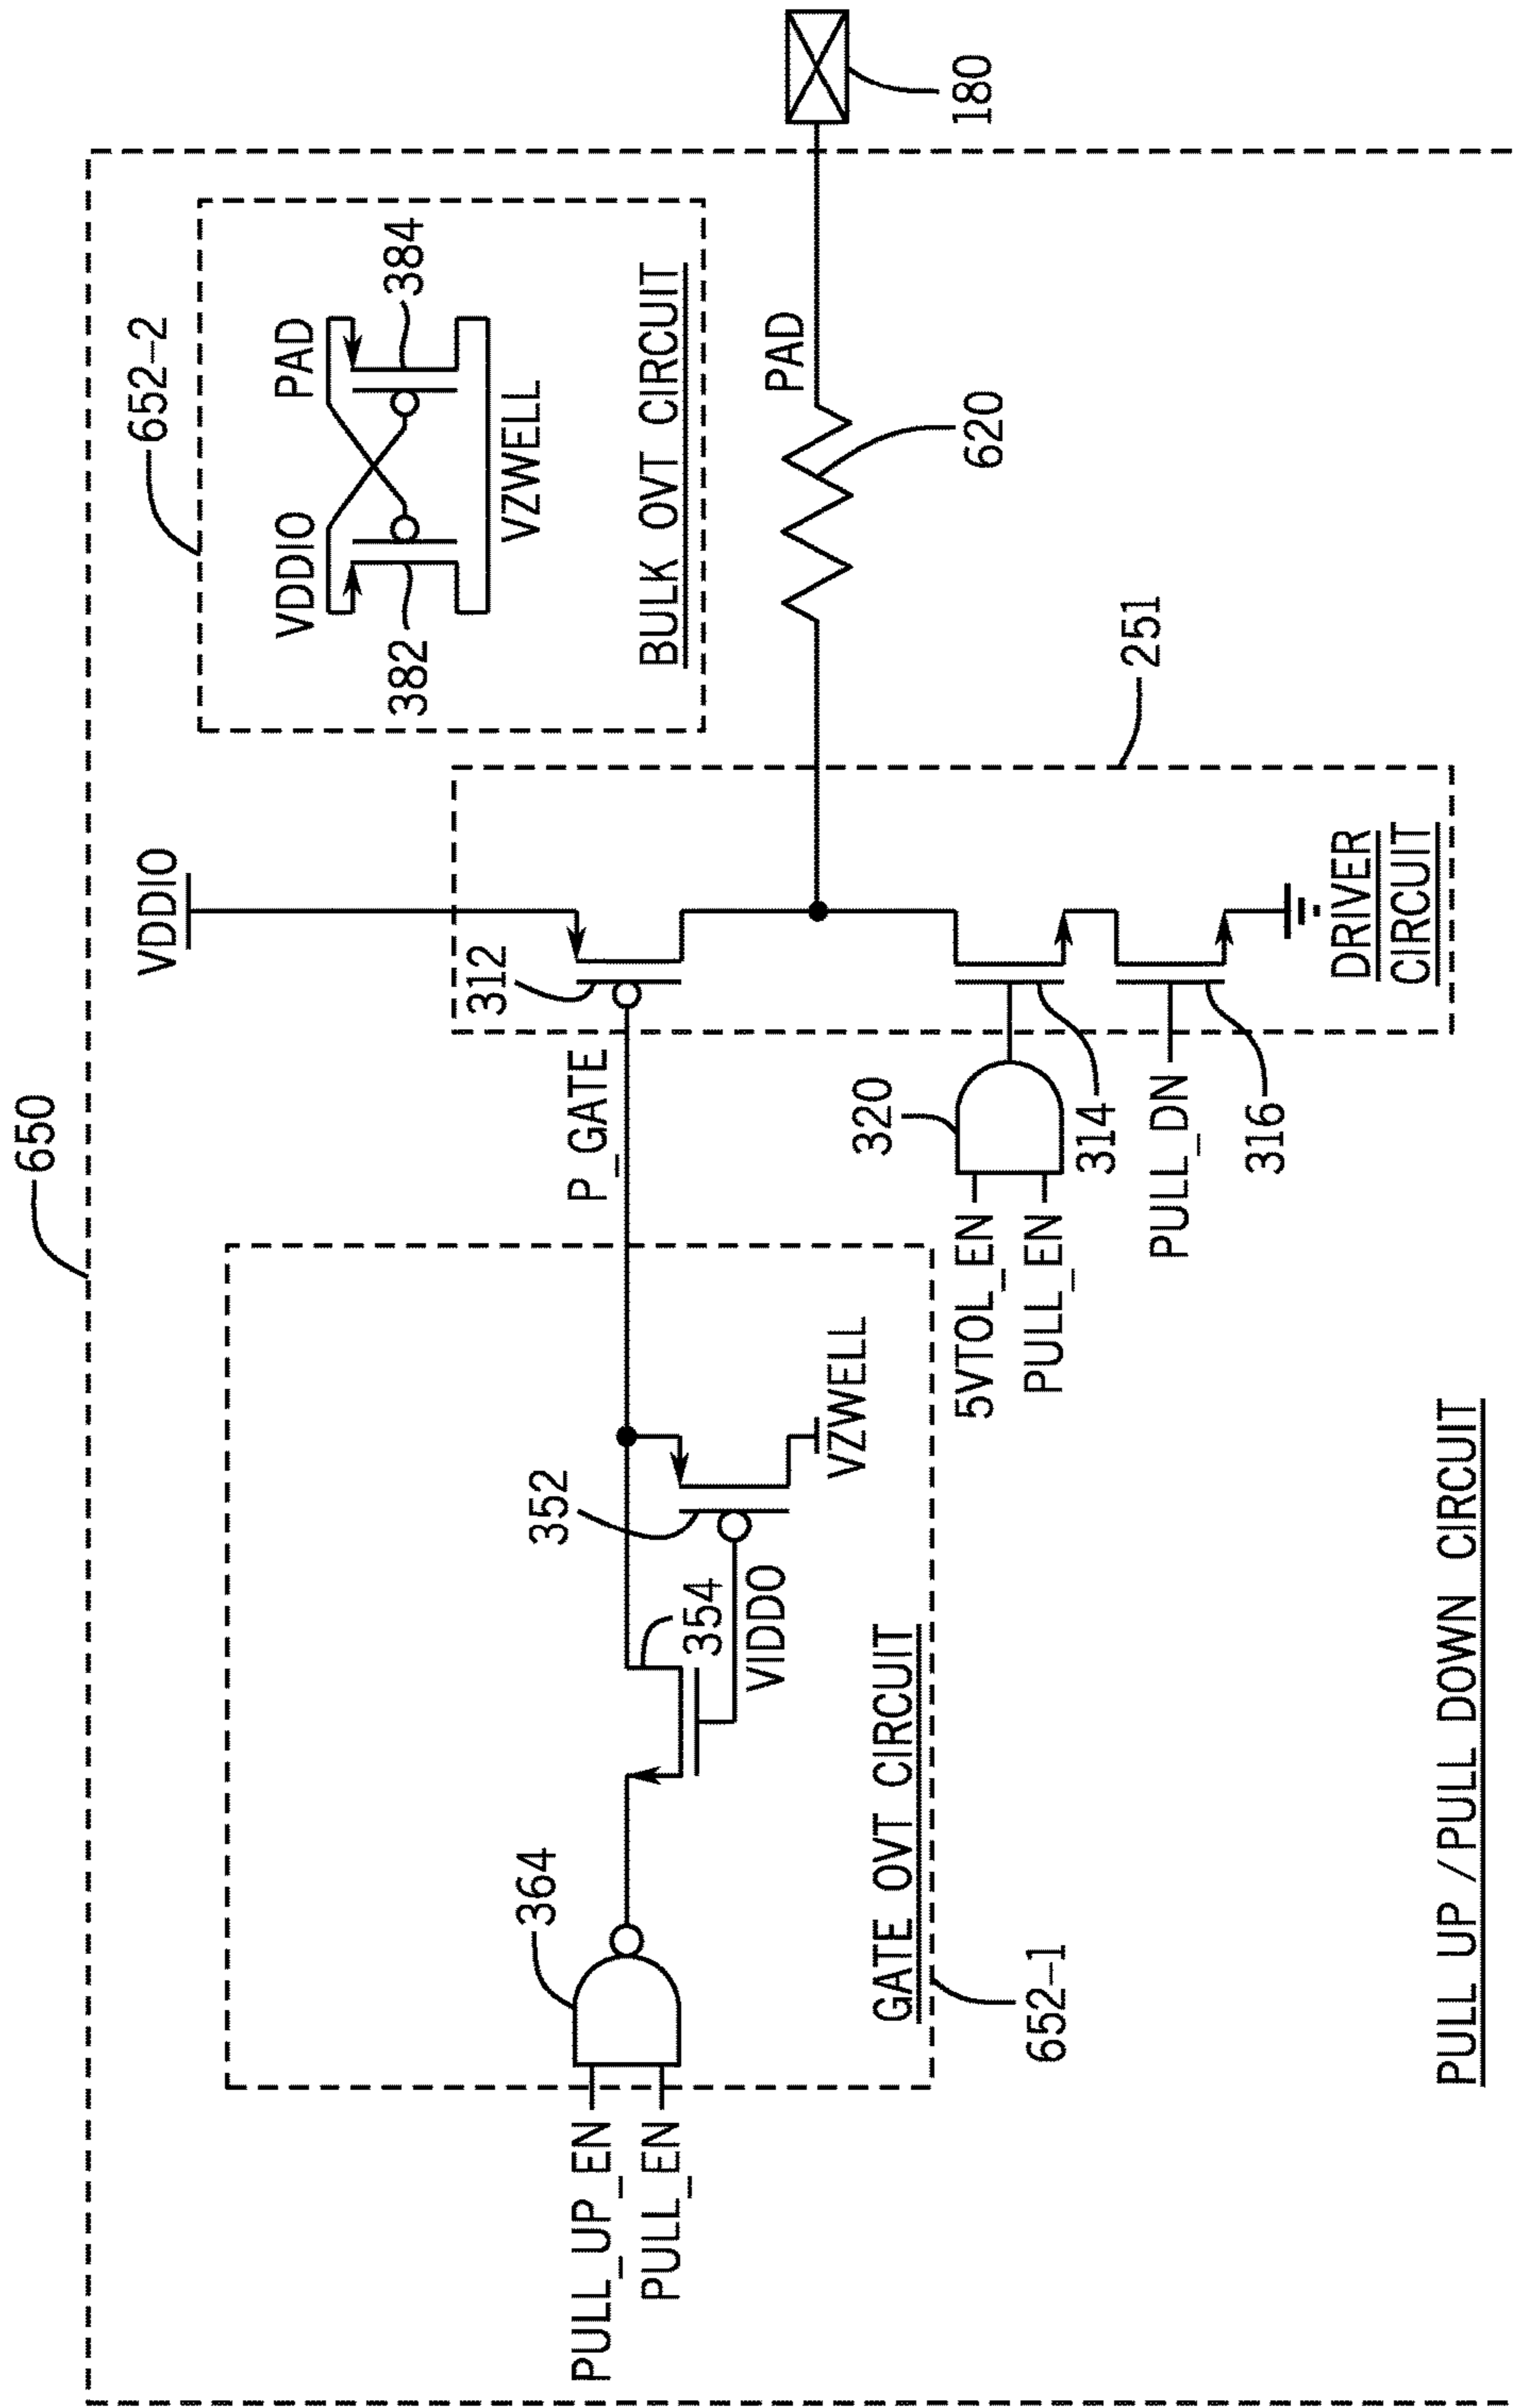 650
652-2
VDDIO
VDDIO
PAD
382
384
VZWELL
BULK OVT CIRCUIT
180
PAD
620
312
P_GATE
364
352
354
VIDDO
VZWELL
PULL_UP_EN
PULL_EN
GATE OVT CIRCUIT
652-1
320
5VTOL_EN
PULL_EN
314
PULL_DN
316
251
DRIVER
CIRCUIT
PULL UP/PULL DOWN CIRCUIT